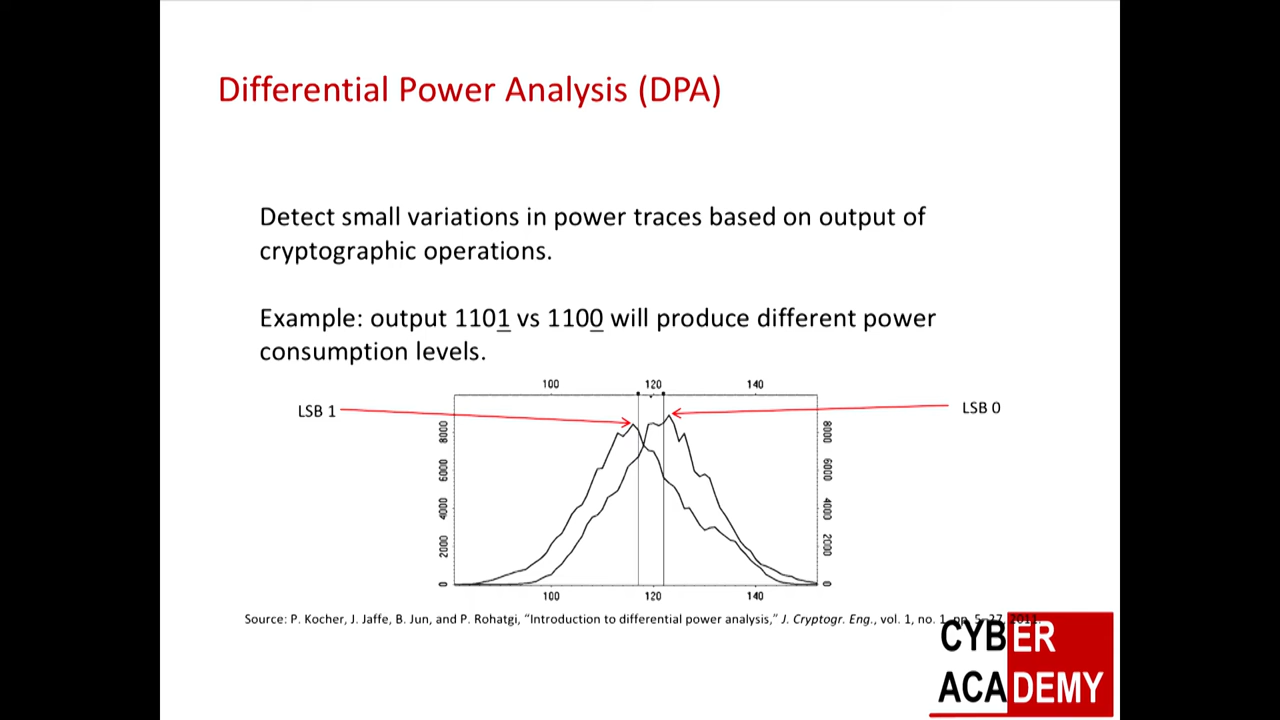 Differential Power Analysis (DPA)
Detect small variations in power traces based on output of
cryptographic operations.
Example: output 1101 vs 1100 will produce different power
consumption levels.
100 120 140
LSB 1
LSB 0
8000 8000
6000 6000
4000 4000
2000 2000
0 0
100 120 140
Source: P. Kocher, J. Jaffe, B. Jun, and P. Rohatgi, “Introduction to differential power analysis,” J. Cryptogr. Eng., vol. 1, no. 1, pp. 5–27, 2011.
CYBER
ACADEMY